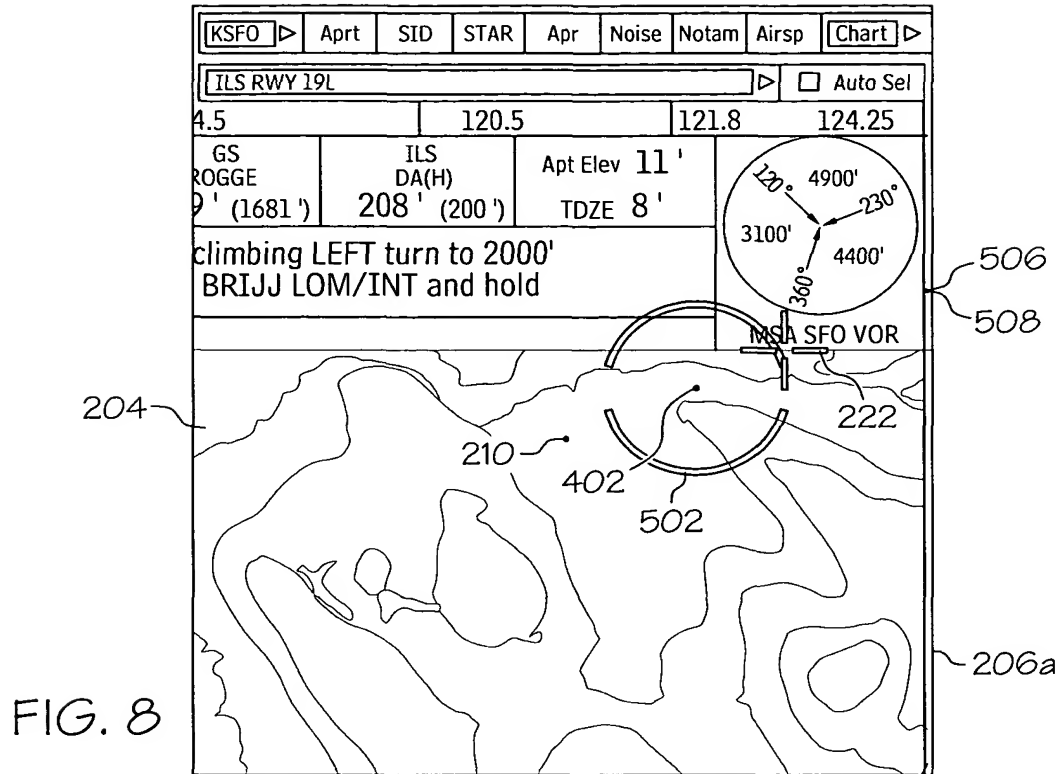 KSFO Aprt SID STAR Apr Noise Notam Airsp Chart
ILS RWY 19L Auto Sel
4.5 120.5 121.8 124.25
GS
ROGGE
9' (1681')
ILS
DA(H)
208' (200')
Apt Elev 11'
TDZE 8'
120°
4900'
230°
3100'
4400'
360°
MSA SFO VOR
climbing LEFT turn to 2000'
BRIJJ LOM/INT and hold
506
508
204
222
210
402
502
206a
FIG. 8